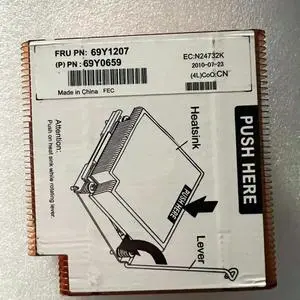 FRU PN: 69Y1207
(P) PN: 69Y0659
EC:N24732K
2010-07-23
(4L)CoO:CN
Made in China FEC
Attention:
Push on heat sink while rotating lever.
Heatsink
PUSH HERE
Lever
PUSH HERE